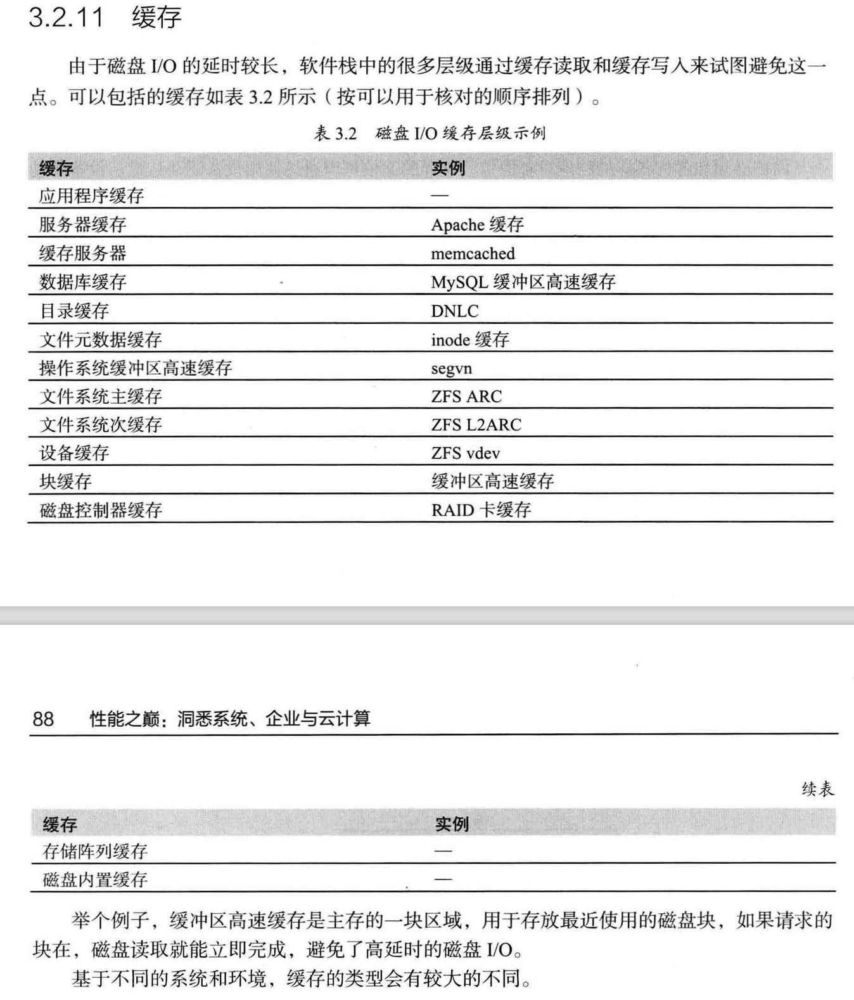 3.2.11 缓存
由于磁盘 I/O 的延时较长，软件栈中的很多层级通过缓存读取和缓存写入来试图避免这一
点。可以包括的缓存如表 3.2 所示（按可以用于核对的顺序排列）。
表 3.2 磁盘 I/O 缓存层级示例
缓存 实例
应用程序缓存 —
服务器缓存 Apache 缓存
缓存服务器 memcached
数据库缓存 MySQL 缓冲区高速缓存
目录缓存 DNLC
文件元数据缓存 inode 缓存
操作系统缓冲区高速缓存 segvn
文件系统主缓存 ZFS ARC
文件系统次缓存 ZFS L2ARC
设备缓存 ZFS vdev
块缓存 缓冲区高速缓存
磁盘控制器缓存 RAID 卡缓存
88 性能之巅：洞悉系统、企业与云计算
续表
缓存 实例
存储阵列缓存 —
磁盘内置缓存 —
举个例子，缓冲区高速缓存是主存的一块区域，用于存放最近使用的磁盘块，如果请求的
块在，磁盘读取就能立即完成，避免了高延时的磁盘 I/O。
基于不同的系统和环境，缓存的类型会有较大的不同。